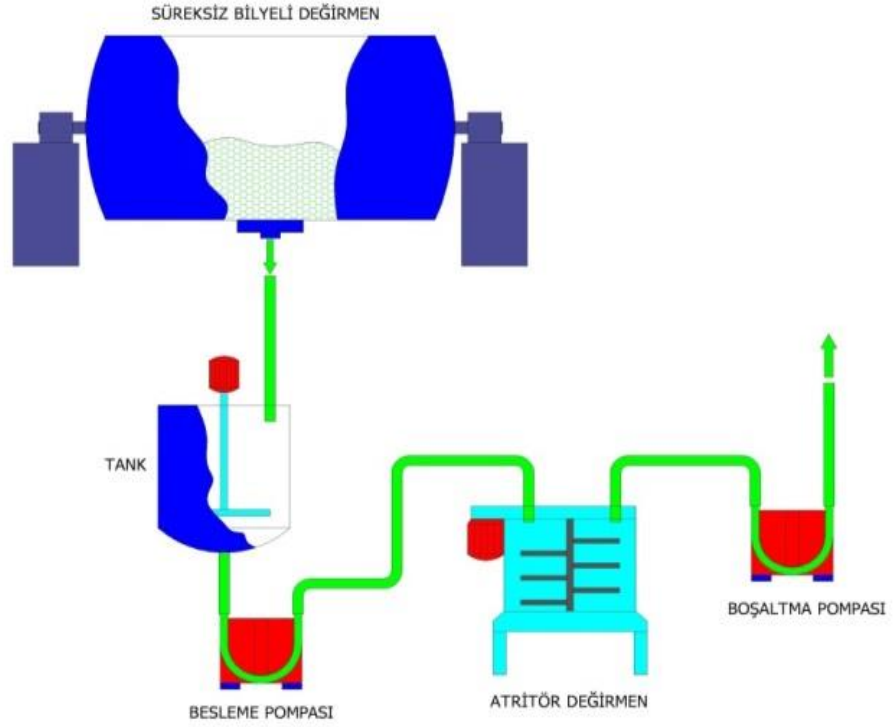 SÜREKSİZ BİLYELİ DEĞİRMEN
TANK
BOŞALTMA POMPASI
ATRİTÖR DEĞİRMEN
BESLEME POMPASI